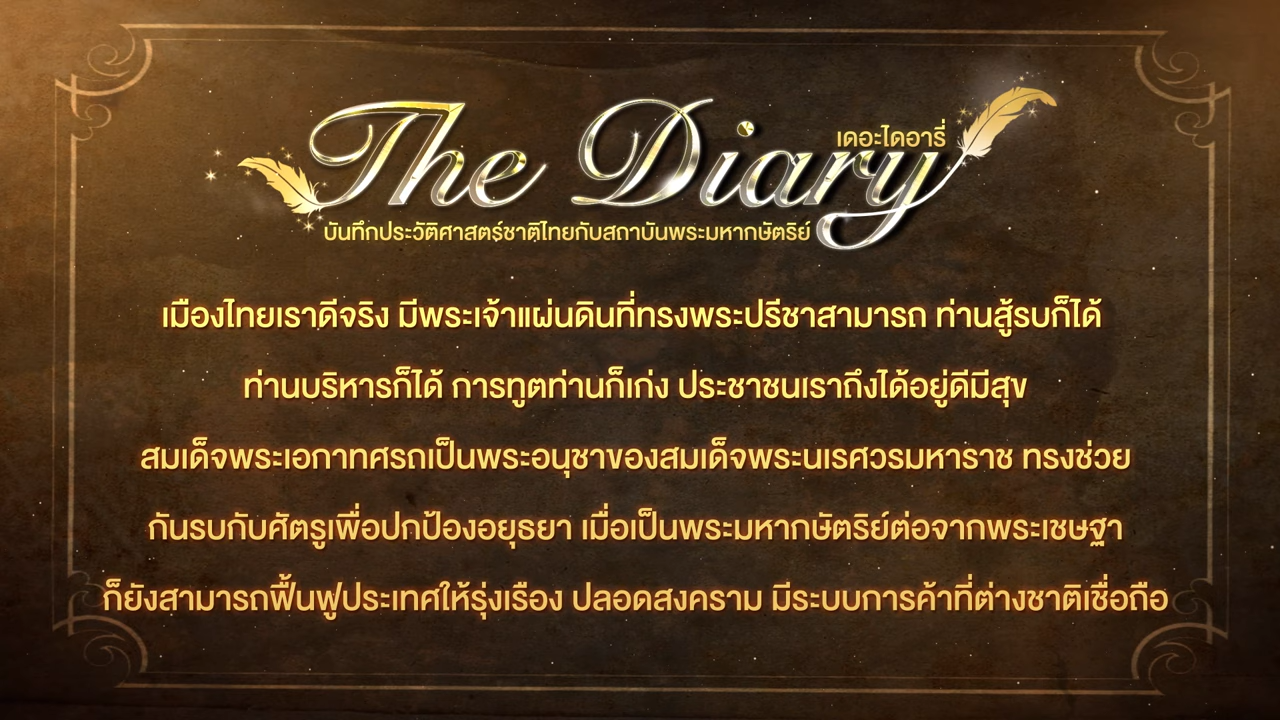 The Diary
เดอะไดอารี่
บันทึกประวัติศาสตร์ชาติไทยกับสถาบันพระมหากษัตริย์
เมืองไทยเราดีจริง มีพระเจ้าแผ่นดินที่ทรงพระปรีชาสามารถ ท่านสู้รบก็ได้
ท่านบริหารก็ได้ การทูตท่านก็เก่ง ประชาชนเราถึงได้อยู่ดีมีสุข
สมเด็จพระเอกาทศรถเป็นพระอนุชาของสมเด็จพระนเรศวรมหาราช ทรงช่วย
กันรบกับศัตรูเพื่อปกป้องอยุธยา เมื่อเป็นพระมหากษัตริย์ต่อจากพระเชษฐา
ก็ยังสามารถฟื้นฟูประเทศให้รุ่งเรือง ปลอดสงคราม มีระบบการค้าที่ต่างชาติเชื่อถือ